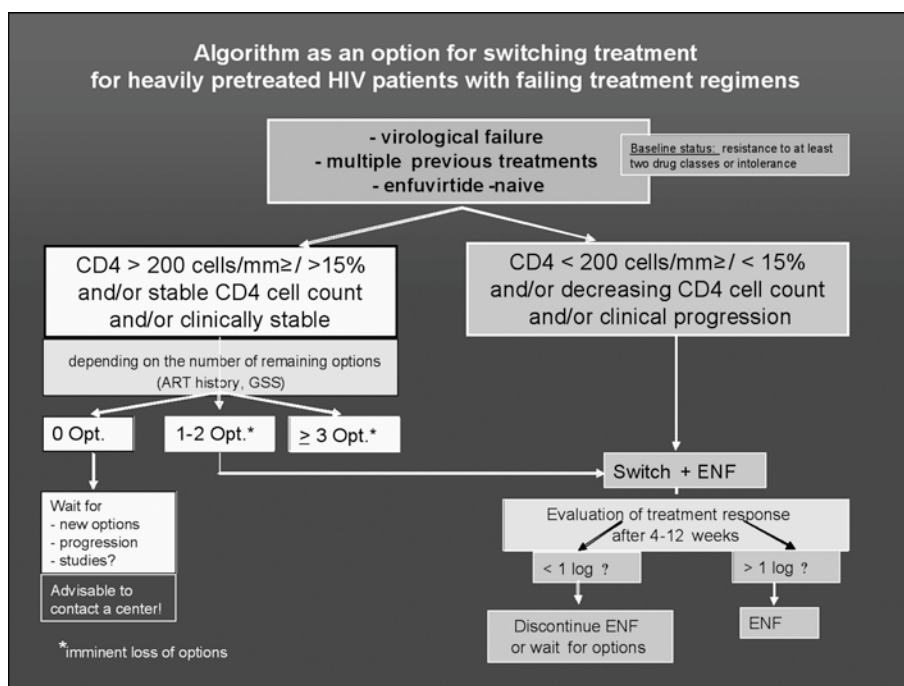 Algorithm as an option for switching treatment
for heavily pretreated HIV patients with failing treatment regimens
- virological failure
- multiple previous treatments
- enfuvirtide -naive
Baseline status: resistance to at least
two drug classes or intolerance
CD4 > 200 cells/mm≥/ >15%
and/or stable CD4 cell count
and/or clinically stable
CD4 < 200 cells/mm≥/ < 15%
and/or decreasing CD4 cell count
and/or clinical progression
depending on the number of remaining options
(ART history, GSS)
0 Opt.
1-2 Opt.*
≥ 3 Opt.*
Switch + ENF
Wait for
- new options
- progression
- studies?
Advisable to
contact a center!
Evaluation of treatment response
after 4-12 weeks
< 1 log ?
> 1 log ?
Discontinue ENF
or wait for options
ENF
*imminent loss of options